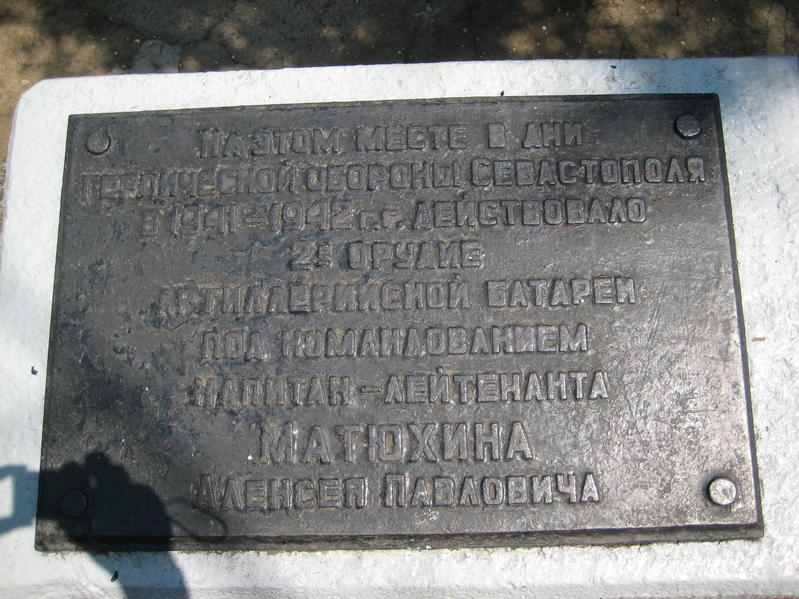 На этом месте в дни
героической обороны Севастополя
в 1941-1942 г.г. действовало
2е орудие
артиллерийской батареи
под командованием
капитан-лейтенанта
Матюхина
Алексея Павловича